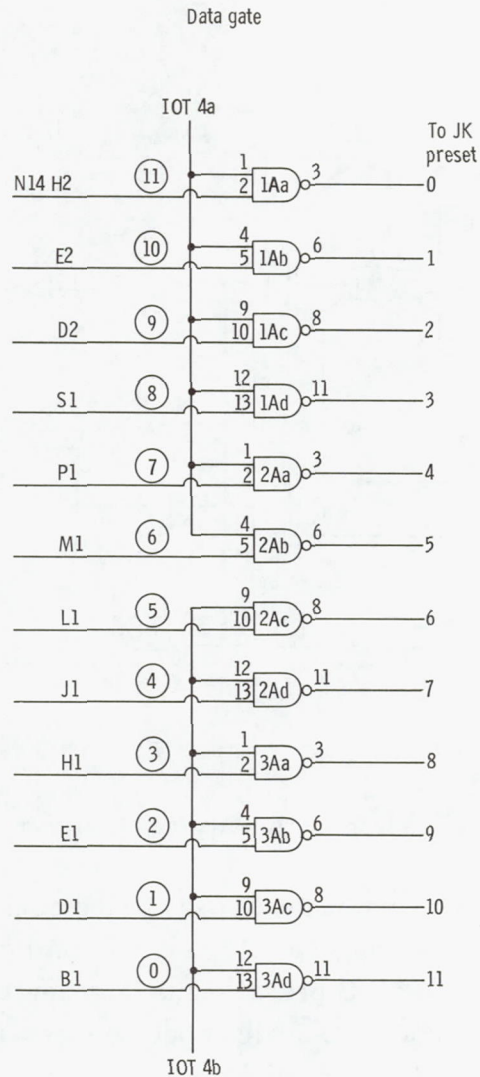 Data gate
IOT 4a
To JK
preset
N14 H2 11 1 2 1Aa 3 0
E2 10 4 5 1Ab 6 1
D2 9 9 10 1Ac 8 2
S1 8 12 13 1Ad 11 3
P1 7 1 2 2Aa 3 4
M1 6 4 5 2Ab 6 5
L1 5 9 10 2Ac 8 6
J1 4 12 13 2Ad 11 7
H1 3 1 2 3Aa 3 8
E1 2 4 5 3Ab 6 9
D1 1 9 10 3Ac 8 10
B1 0 12 13 3Ad 11 11
IOT 4b